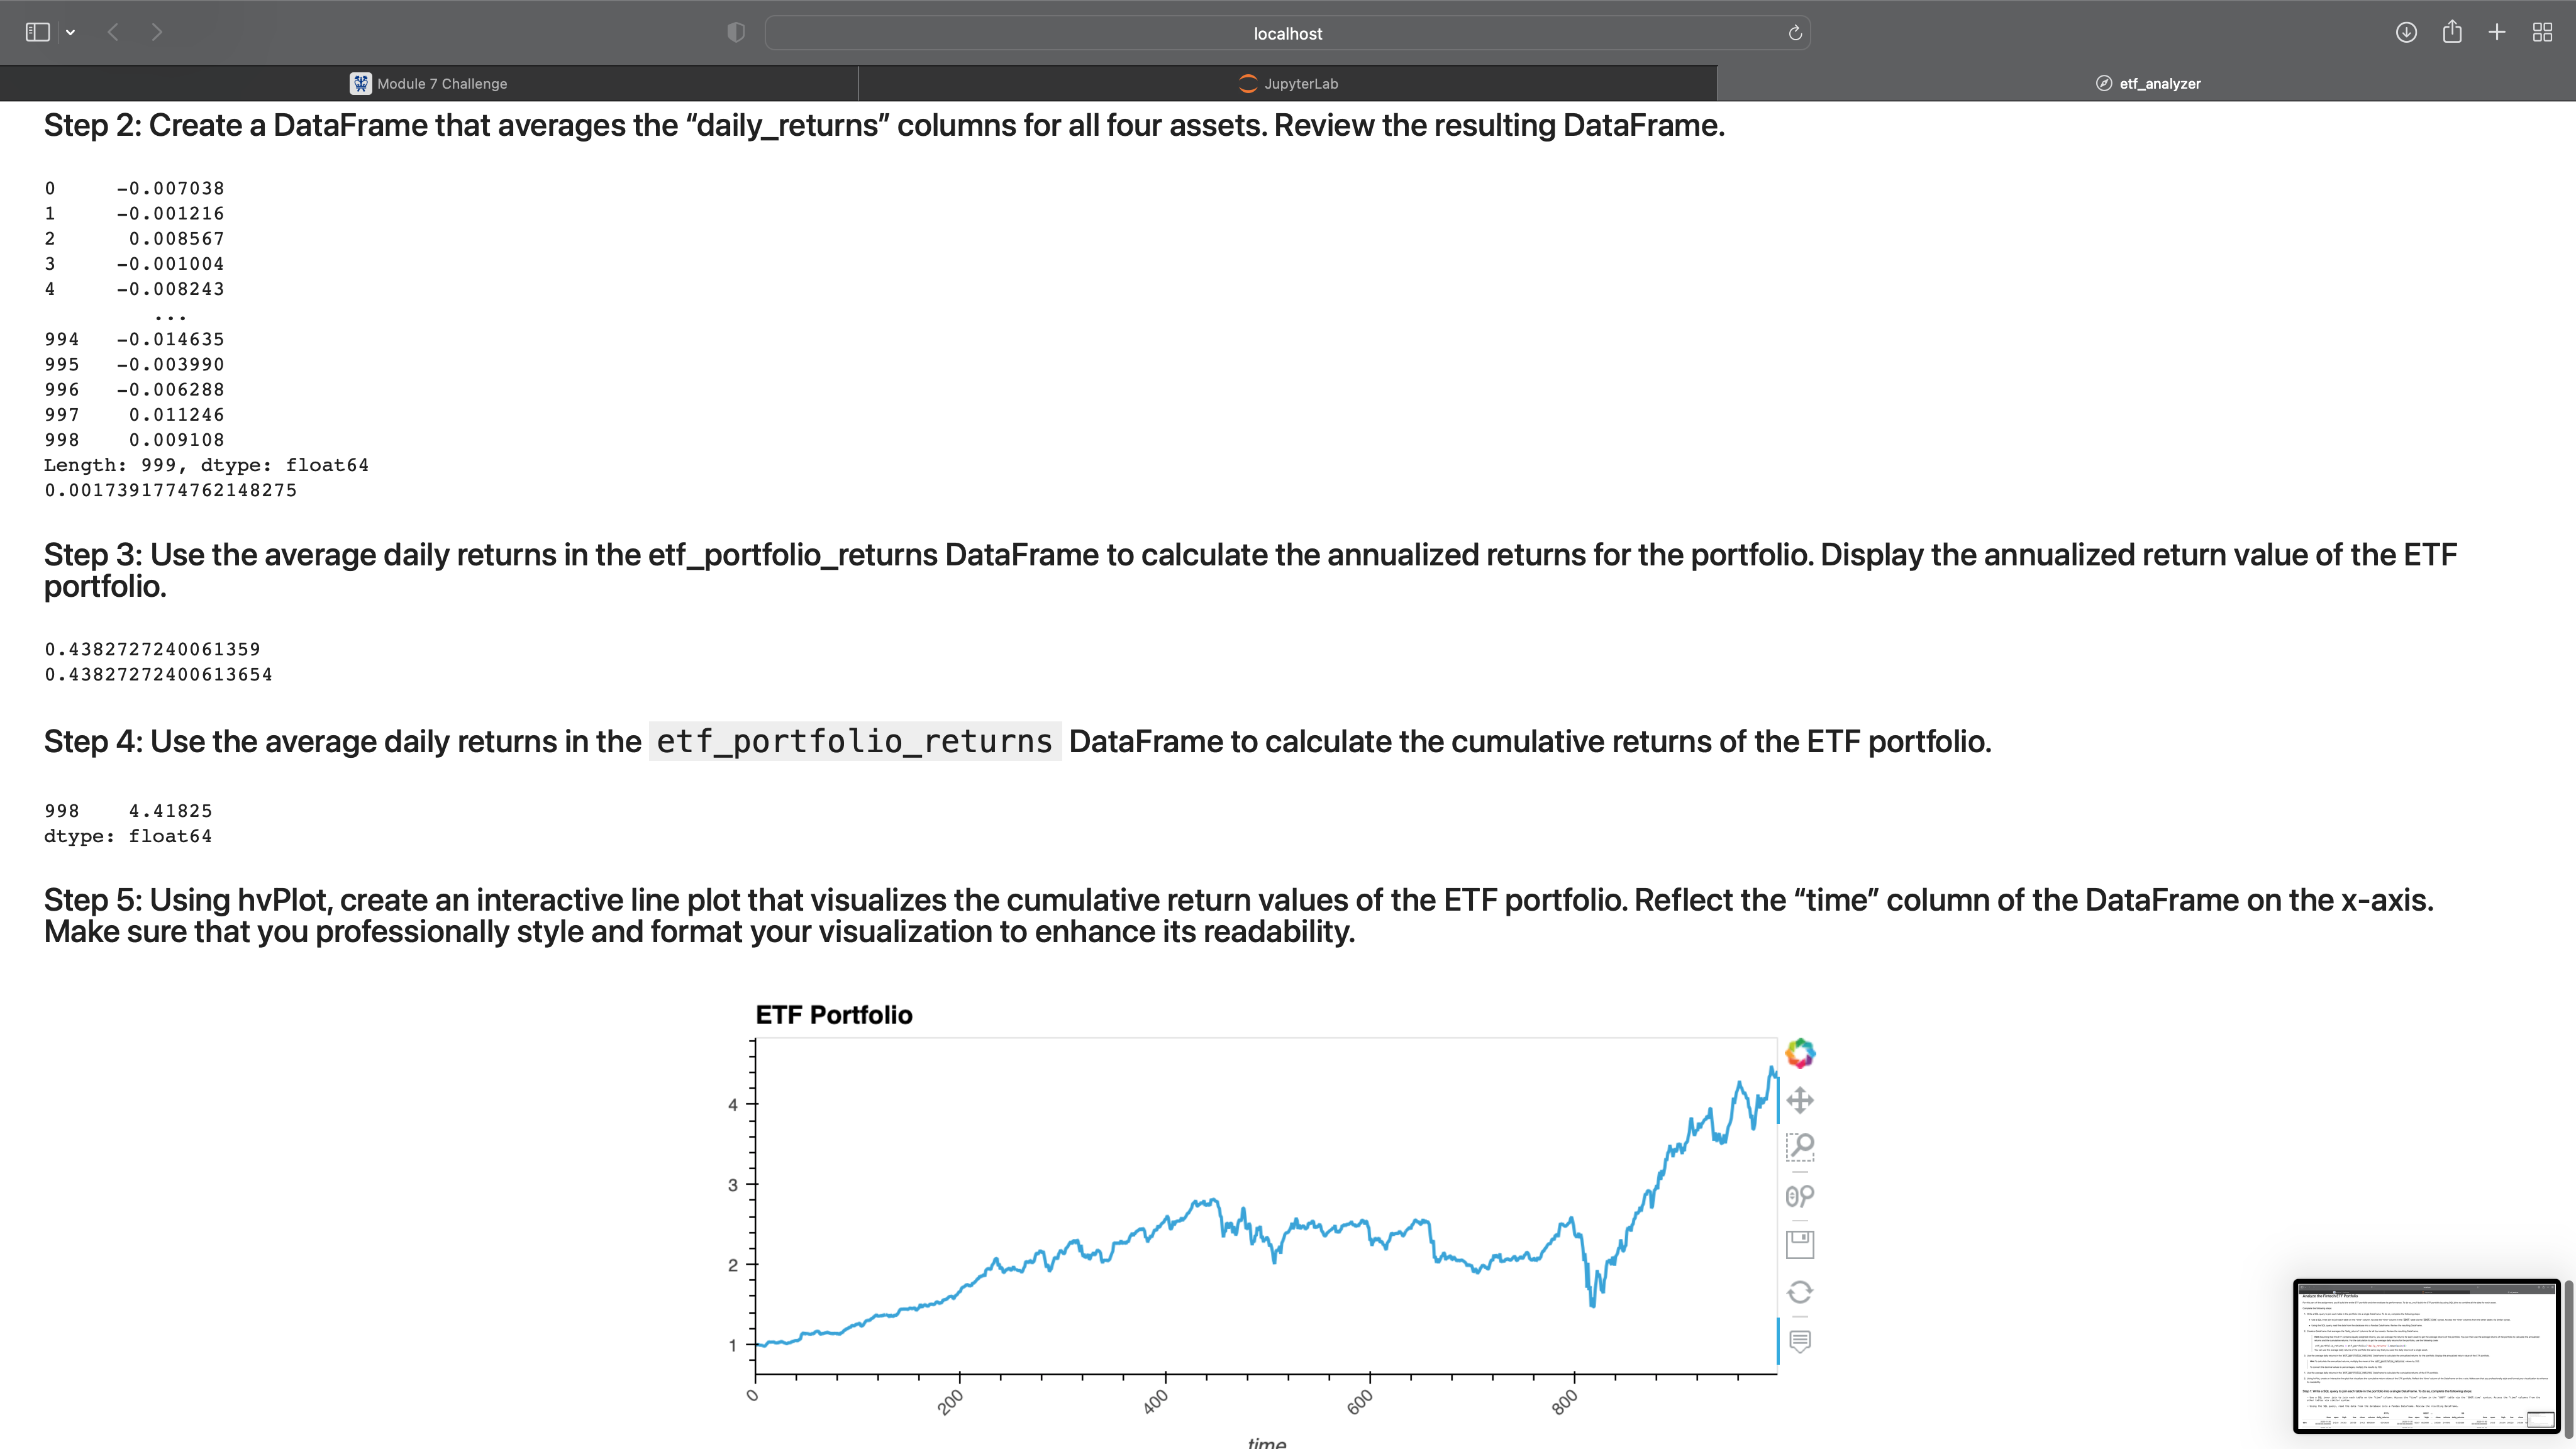 localhost
Module 7 Challenge
JupyterLab
etf_analyzer
Step 2: Create a DataFrame that averages the “daily_returns” columns for all four assets. Review the resulting DataFrame.
0 -0.007038
1 -0.001216
2 0.008567
3 -0.001004
4 -0.008243
...
994 -0.014635
995 -0.003990
996 -0.006288
997 0.011246
998 0.009108
Length: 999, dtype: float64
0.0017391774762148275
Step 3: Use the average daily returns in the etf_portfolio_returns DataFrame to calculate the annualized returns for the portfolio. Display the annualized return value of the ETF
portfolio.
0.4382727240061359
0.43827272400613654
Step 4: Use the average daily returns in the etf_portfolio_returns DataFrame to calculate the cumulative returns of the ETF portfolio.
998 4.41825
dtype: float64
Step 5: Using hvPlot, create an interactive line plot that visualizes the cumulative return values of the ETF portfolio. Reflect the “time” column of the DataFrame on the x-axis.
Make sure that you professionally style and format your visualization to enhance its readability.
ETF Portfolio
4
3
2
1
0
200
400
600
800
time